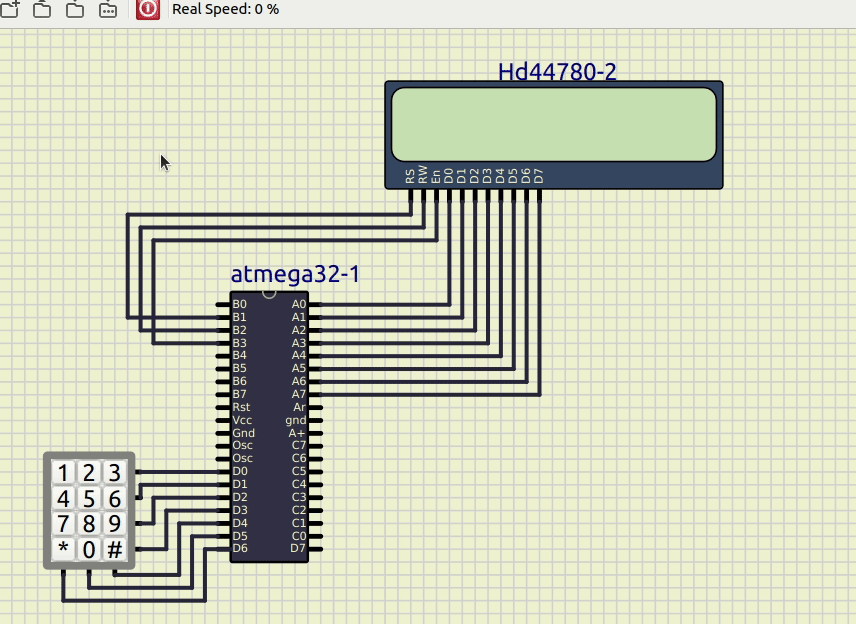 Real Speed: 0 %
Hd44780-2
RS RW En D0 D1 D2 D3 D4 D5 D6 D7
atmega32-1
B0 A0
B1 A1
B2 A2
B3 A3
B4 A4
B5 A5
B6 A6
B7 A7
Rst Ar
Vcc gnd
Gnd A+
Osc C7
Osc C6
D0 C5
D1 C4
D2 C3
D3 C2
D4 C1
D5 C0
D6 D7
1 2 3
4 5 6
7 8 9
* 0 #